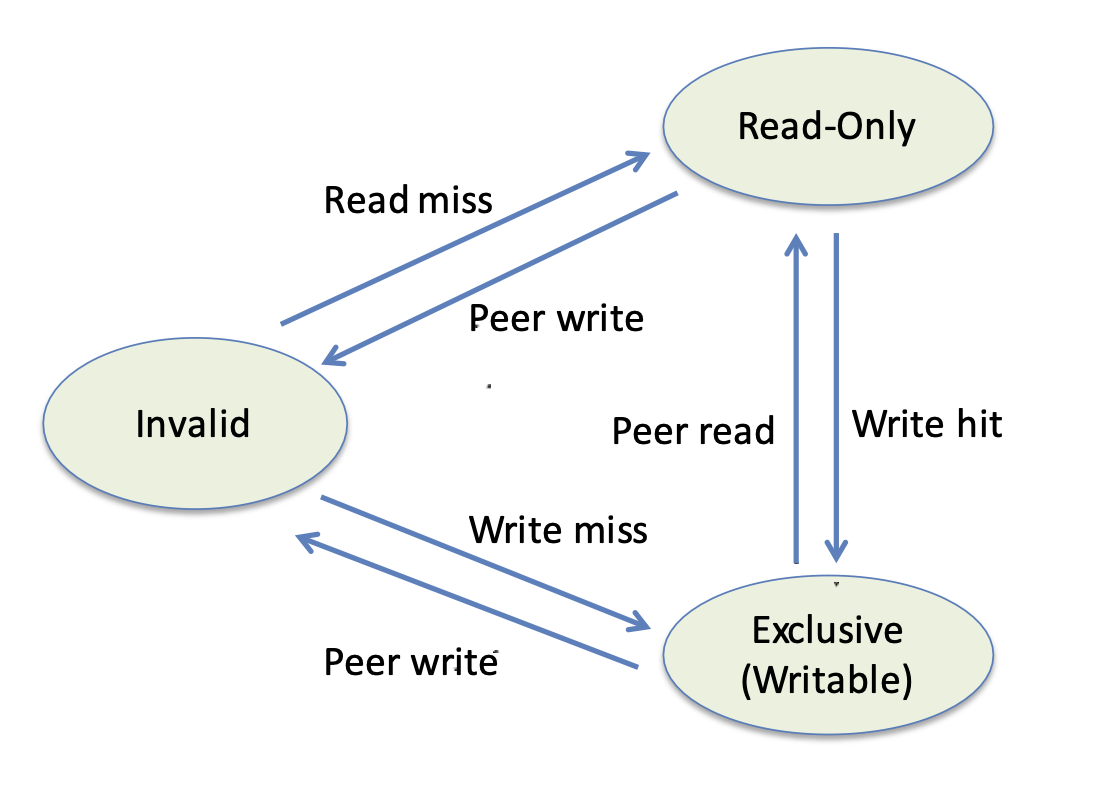 Read-Only
Read miss
Peer write
Invalid
Peer read
Write hit
Write miss
Exclusive
(Writable)
Peer write